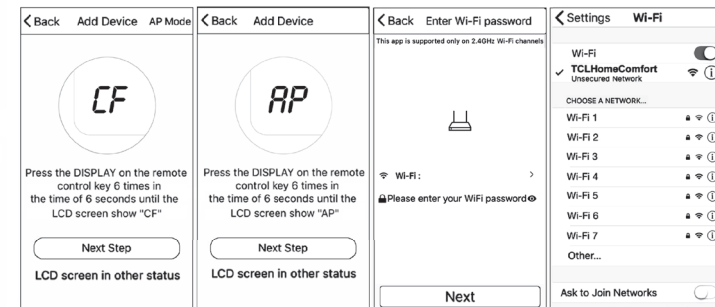 Back Add Device AP Mode
CF
Press the DISPLAY on the remote
control key 6 times in
the time of 6 seconds until the
LCD screen show "CF"
Next Step
LCD screen in other status
Back Add Device
AP
Press the DISPLAY on the remote
control key 6 times in
the time of 6 seconds until the
LCD screen show "AP"
Next Step
LCD screen in other status
Back Enter Wi-Fi password
This app is supported only on 2.4GHz Wi-Fi channels
Wi-Fi :
Please enter your WiFi password
Next
Settings Wi-Fi
Wi-Fi
TCLHomeComfort
Unsecured Network
CHOOSE A NETWORK...
Wi-Fi 1
Wi-Fi 2
Wi-Fi 3
Wi-Fi 4
Wi-Fi 5
Wi-Fi 6
Wi-Fi 7
Other...
Ask to Join Networks